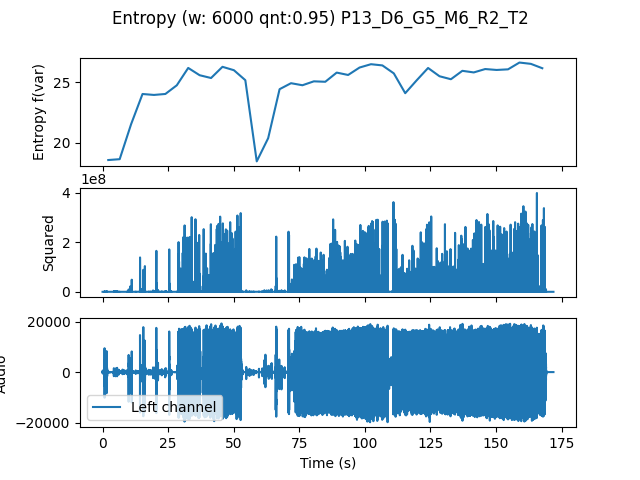 Entropy (w: 6000 qnt:0.95) P13_D6_G5_M6_R2_T2
Entropy f(var)
25
20
1e8
Squared
4
2
0
Audio
20000
0
−20000
Left channel
0 25 50 75 100 125 150 175
Time (s)